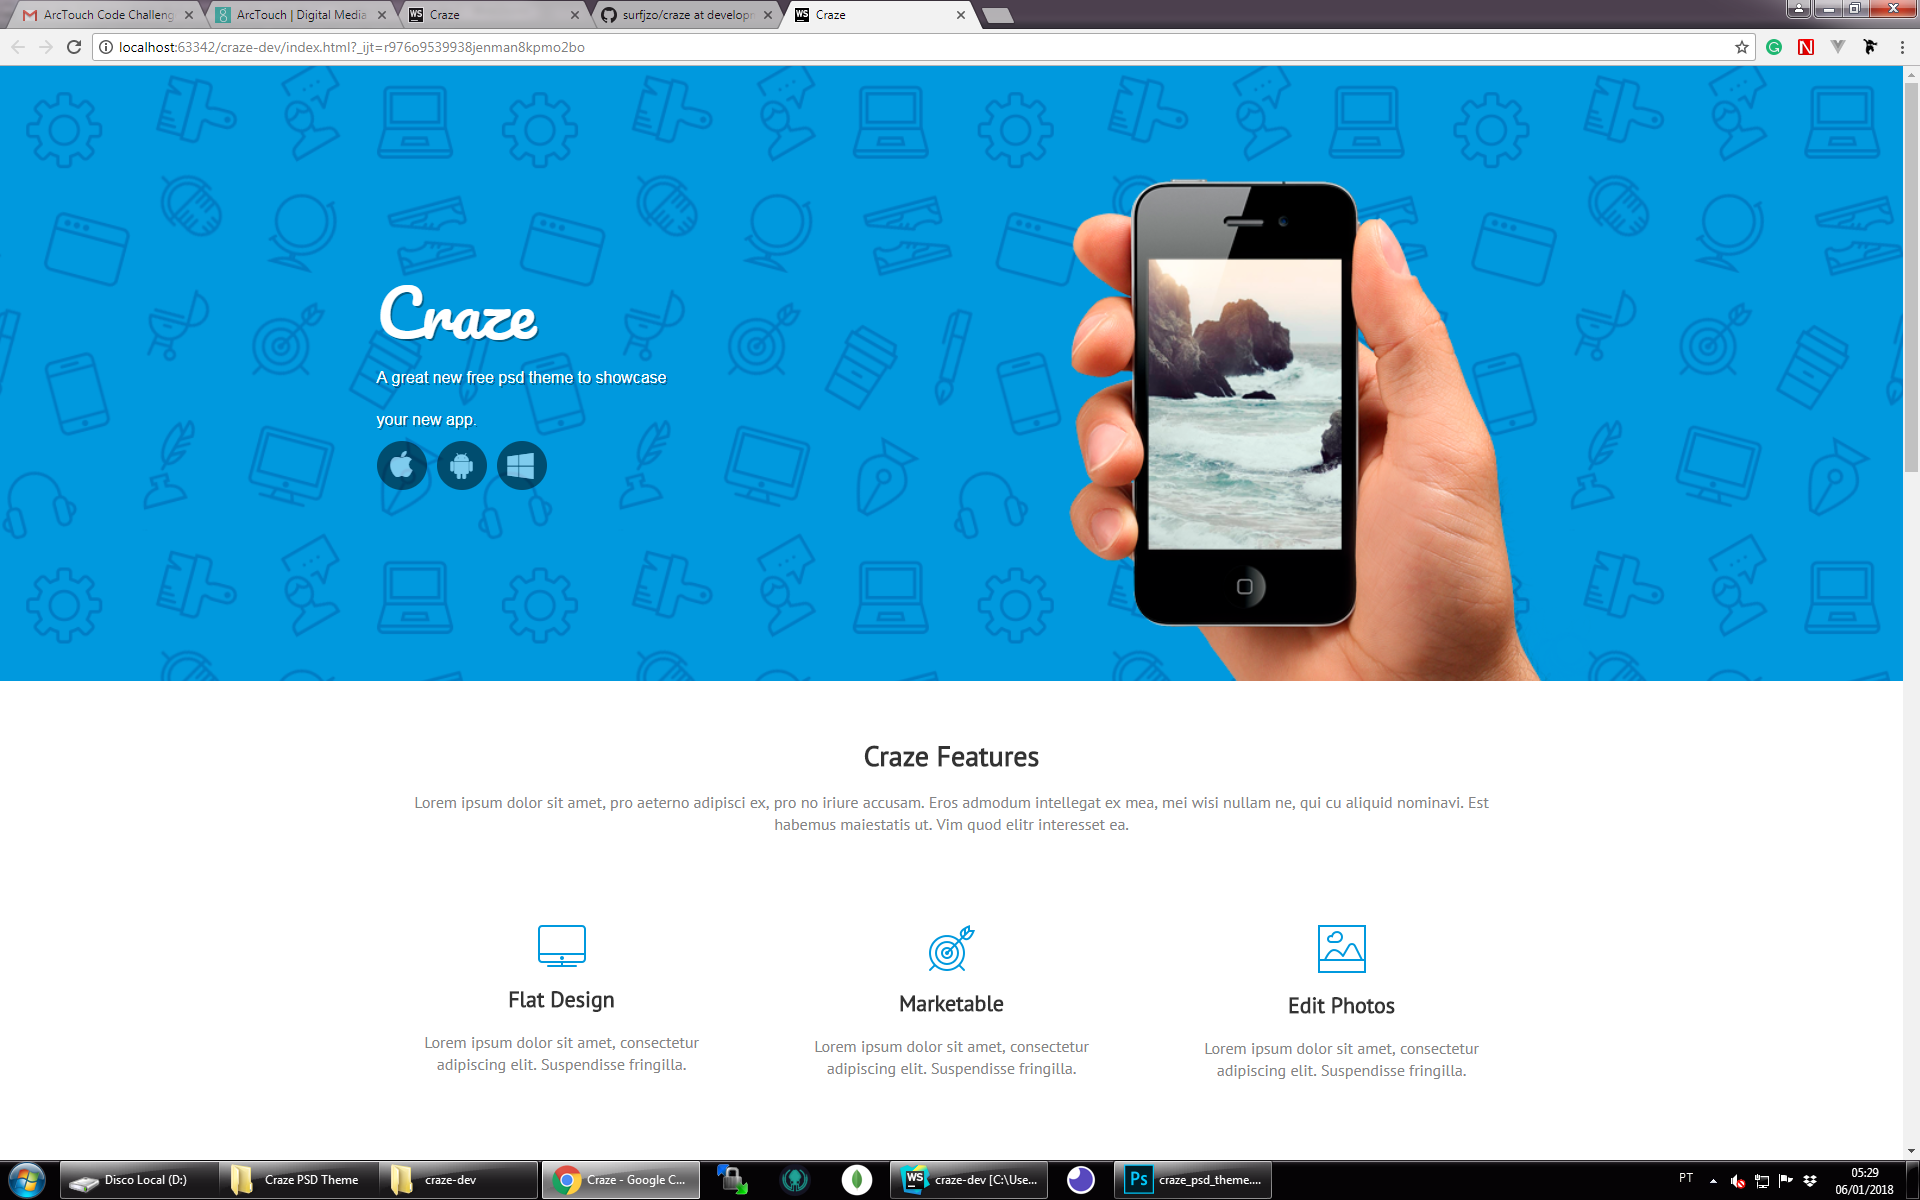 ArcTouch Code Challeng
ArcTouch | Digital Media
WS Craze
surfjzo/craze at developm
WS Craze
localhost:63342/craze-dev/index.html?_ijt=r976o9539938jenman8kpmo2bo
Craze
A great new free psd theme to showcase
your new app.
Craze Features
Lorem ipsum dolor sit amet, pro aeterno adipisci ex, pro no iriure accusam. Eros admodum intellegat ex mea, mei wisi nullam ne, qui cu aliquid nominavi. Est
habemus maiestatis ut. Vim quod elitr interesset ea.
Flat Design
Lorem ipsum dolor sit amet, consectetur
adipiscing elit. Suspendisse fringilla.
Marketable
Lorem ipsum dolor sit amet, consectetur
adipiscing elit. Suspendisse fringilla.
Edit Photos
Lorem ipsum dolor sit amet, consectetur
adipiscing elit. Suspendisse fringilla.
Disco Local (D:)
Craze PSD Theme
craze-dev
Craze - Google C...
WS craze-dev [C:\Use...
Ps craze_psd_theme....
PT
05:29
06/01/2018